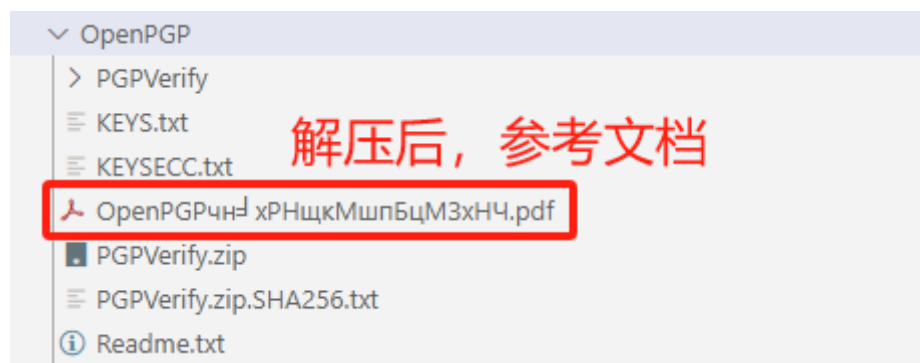 OpenPGP
PGPVerify
KEYS.txt
解压后，参考文档
KEYSECC.txt
OpenPGPчн╛хРНщкМшпБцМЗхНЧ.pdf
PGPVerify.zip
PGPVerify.zip.SHA256.txt
Readme.txt